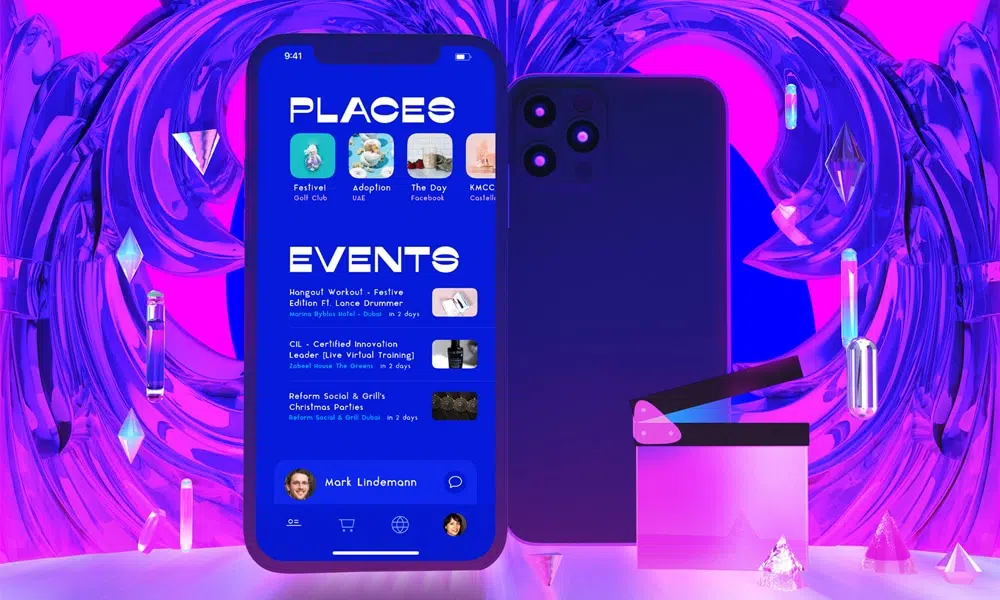 9:41
PLACES
Festive!
Golf Club
Adoption
UAE
The Day
Facebook
KMCC
Castella
EVENTS
Hangout Workout - Festive
Edition Ft. Lance Drummer
Marina Byblos Hotel - Dubai in 2 days
CIL - Certified Innovation
Leader [Live Virtual Training]
Zabeel House The Greens in 2 days
Reform Social & Grill's
Christmas Parties
Reform Social & Grill Dubai in 2 days
Mark Lindemann